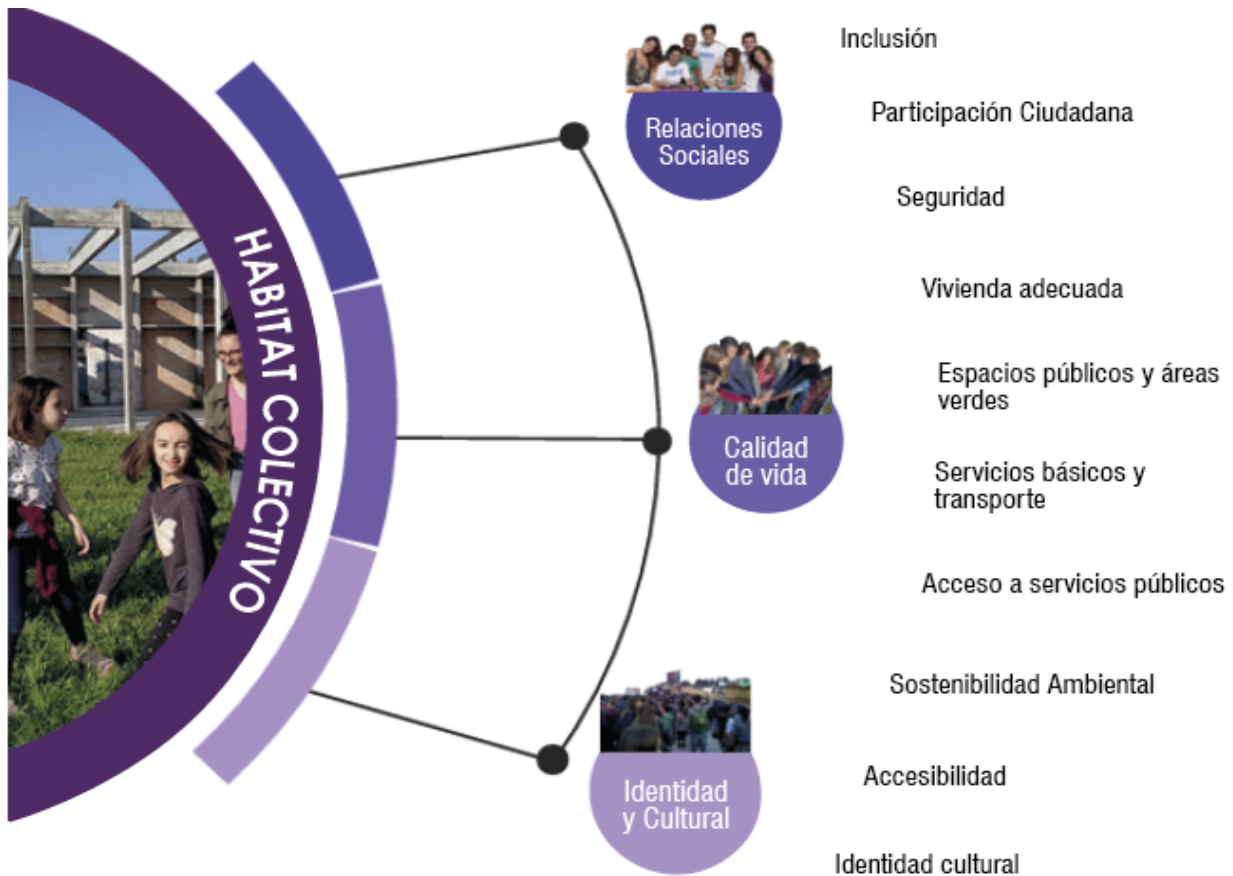 HABITAT COLECTIVO
Relaciones
Sociales
Calidad
de vida
Identidad
y Cultural
Inclusión
Participación Ciudadana
Seguridad
Vivienda adecuada
Espacios públicos y áreas
verdes
Servicios básicos y
transporte
Acceso a servicios públicos
Sostenibilidad Ambiental
Accesibilidad
Identidad cultural